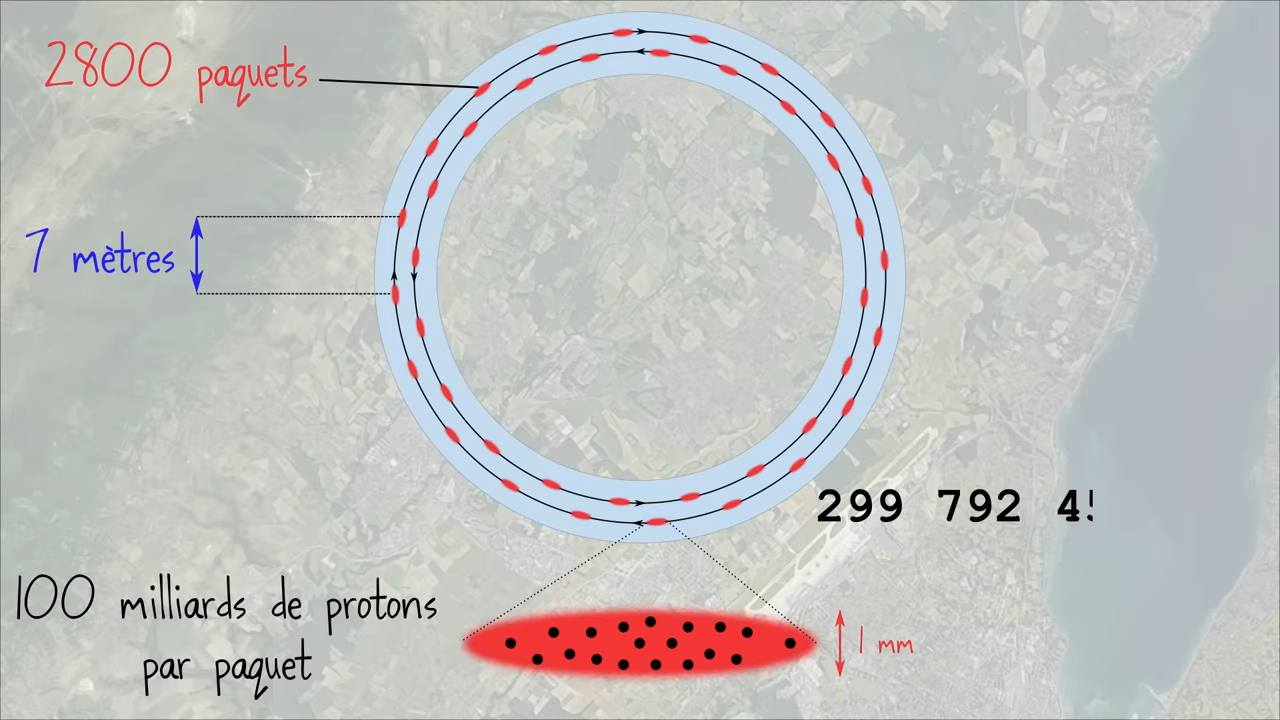 2800 paquets
7 mètres
299 792 4
100 milliards de protons
par paquet
1 mm